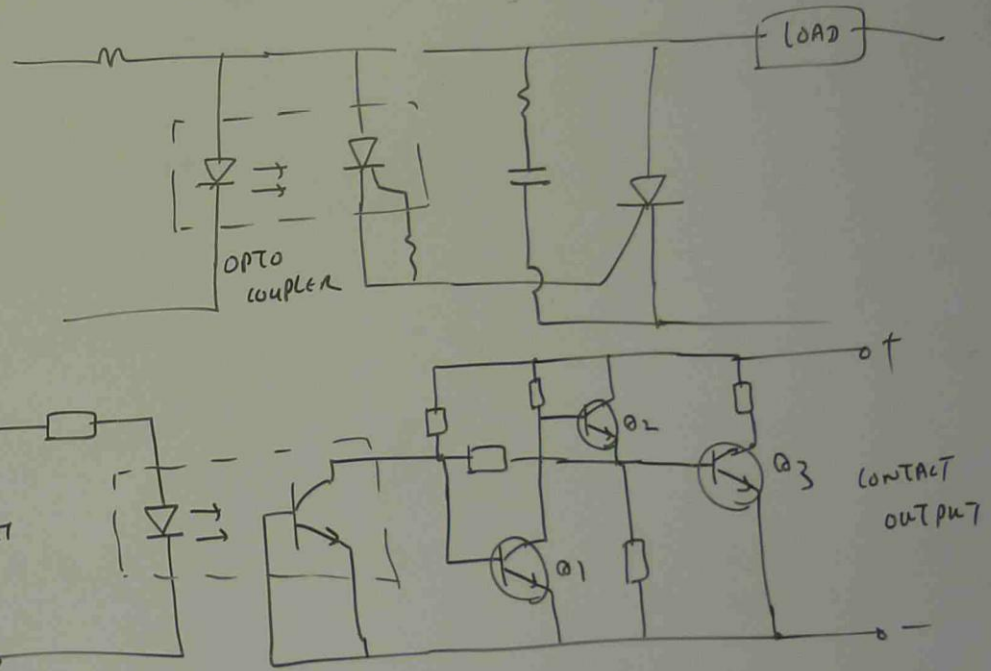 LOAD
OPTO
COUPLER
+
Q2
Q3
CONTACT
OUTPUT
Q1
-